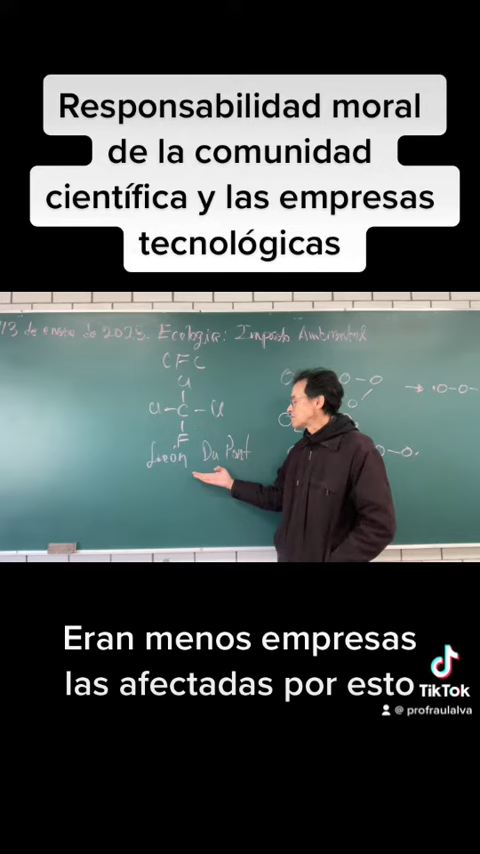 Responsabilidad moral
de la comunidad
científica y las empresas
tecnológicas
13 de enero de 2025. Ecología: Impacto Ambiental
CFC
Cl
Cl-C-Cl
F
Du Pont
O-O
O
O-O-
O-O.
Eran menos empresas
las afectadas por esto
TikTok
@ profraulalva